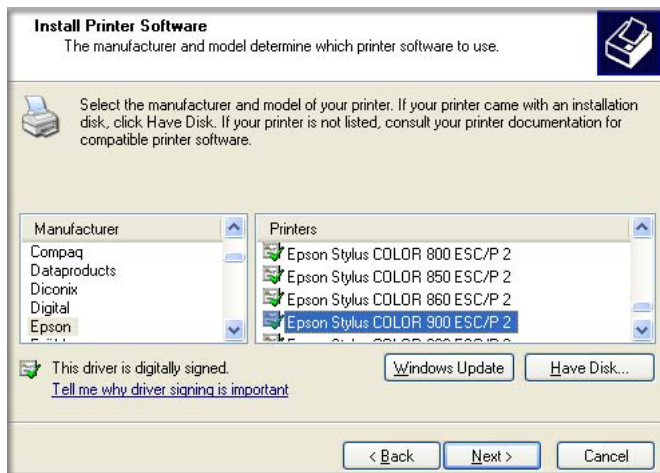 Install Printer Software
The manufacturer and model determine which printer software to use.
Select the manufacturer and model of your printer. If your printer came with an installation
disk, click Have Disk. If your printer is not listed, consult your printer documentation for
compatible printer software.
Manufacturer
Compaq
Dataproducts
Diconix
Digital
Epson
Printers
Epson Stylus COLOR 800 ESC/P 2
Epson Stylus COLOR 850 ESC/P 2
Epson Stylus COLOR 860 ESC/P 2
Epson Stylus COLOR 900 ESC/P 2
This driver is digitally signed.
Tell me why driver signing is important
Windows Update
Have Disk...
< Back
Next >
Cancel